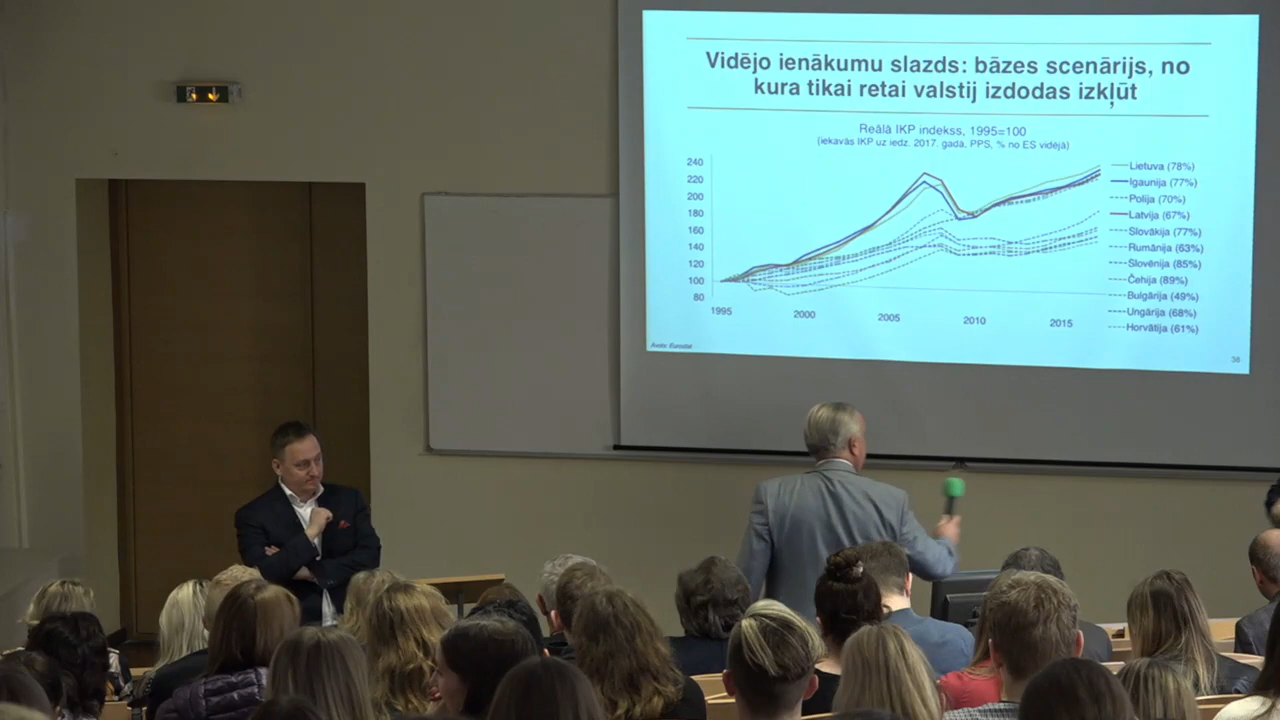 Vidējo ienākumu slazds: bāzes scenārijs, no
kura tikai retai valstij izdodas izkļūt
Reālā IKP indekss, 1995=100
(iekavās IKP uz iedz. 2017. gadā, PPS, % no ES vidējā)
240
220
200
180
160
140
120
100
80
1995
2000
2005
2010
2015
Lietuva (78%)
Igaunija (77%)
Polija (70%)
Latvija (67%)
Slovākija (77%)
Rumānija (63%)
Slovēnija (85%)
Čehija (89%)
Bulgārija (49%)
Ungārija (68%)
Horvātija (61%)
Avots: Eurostat
38